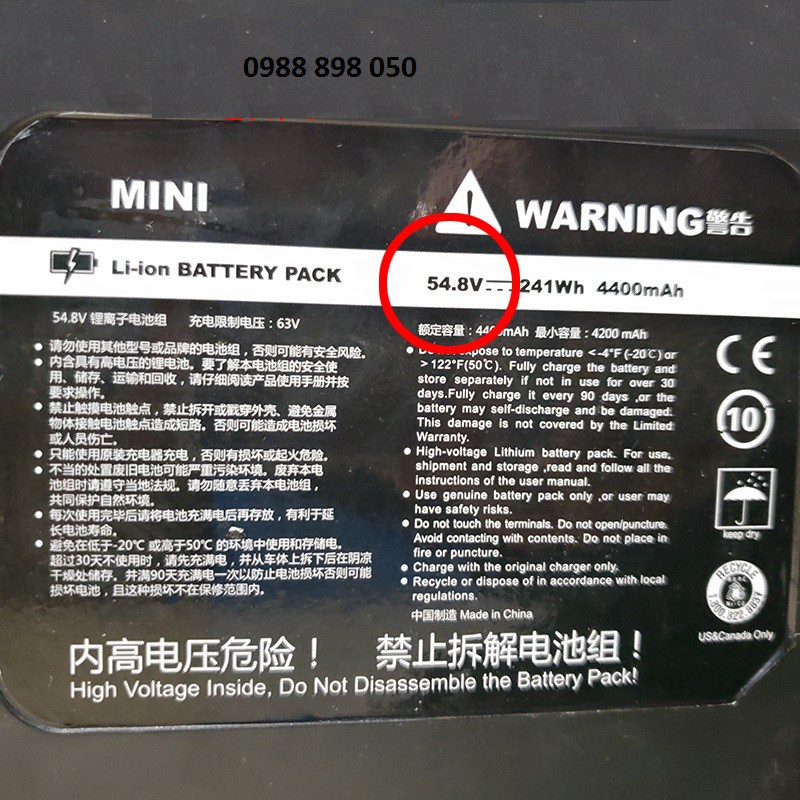 0988 898 050
MINI
WARNING警告
Li-ion BATTERY PACK
54.8V 241Wh 4400mAh
54.8V 锂离子电池组 充电限制电压：63V
• 请勿使用其他型号或品牌的电池组，否则可能有安全风险。
• 内含具有高电压的锂电池。要了解本电池组的安全使
用、储存、运输和回收，请仔细阅读产品使用手册并按
要求操作。
• 禁止触摸电池触点，禁止拆开或戳穿外壳、避免金属
物体接触电池触点造成短路。否则可能造成电池损坏
或人员伤亡。
• 只能使用原装充电器充电，否则有损坏或起火危险。
• 不当的处置废旧电池可能严重污染环境。废弃本电
池组时请遵守当地法规。请勿随意丢弃本电池组，
共同保护自然环境。
• 每次使用完毕后请将电池充满电后再存放，有利于延
长电池寿命。
• 避免在低于-20℃ 或高于50℃ 的环境中使用和存储电。
超过30天不使用时，请先充满电，并从车体上拆下后在阴凉
干燥处储存。并满90天充满电一次以防止电池损坏否则可能
损坏电池，且这种损坏不在保修范围内。
额定容量：4400mAh 最小容量：4200 mAh
• Do not expose to temperature <-4°F (-20℃) or
>122°F(50℃). Fully charge the battery and
store separately if not in use for over 30
days.Fully charge it every 90 days ,or the
battery may self-discharge and be damaged.
This damage is not covered by the Limited
Warranty.
• High-voltage Lithium battery pack. For use,
shipment and storage ,read and follow all the
instructions of the user manual.
• Use genuine battery pack only ,or user may
have safety risks.
• Do not touch the terminals. Do not open/puncture.
Avoid contacting with contents. Do not place in
fire or puncture.
• Charge with the original charger only.
• Recycle or dispose of in accordance with local
regulations.
中国制造 Made in China
CE
10
keep dry
RECYCLE
1.800.822.8837
US&Canada Only
内高电压危险！ 禁止拆解电池组！
High Voltage Inside, Do Not Disassemble the Battery Pack!